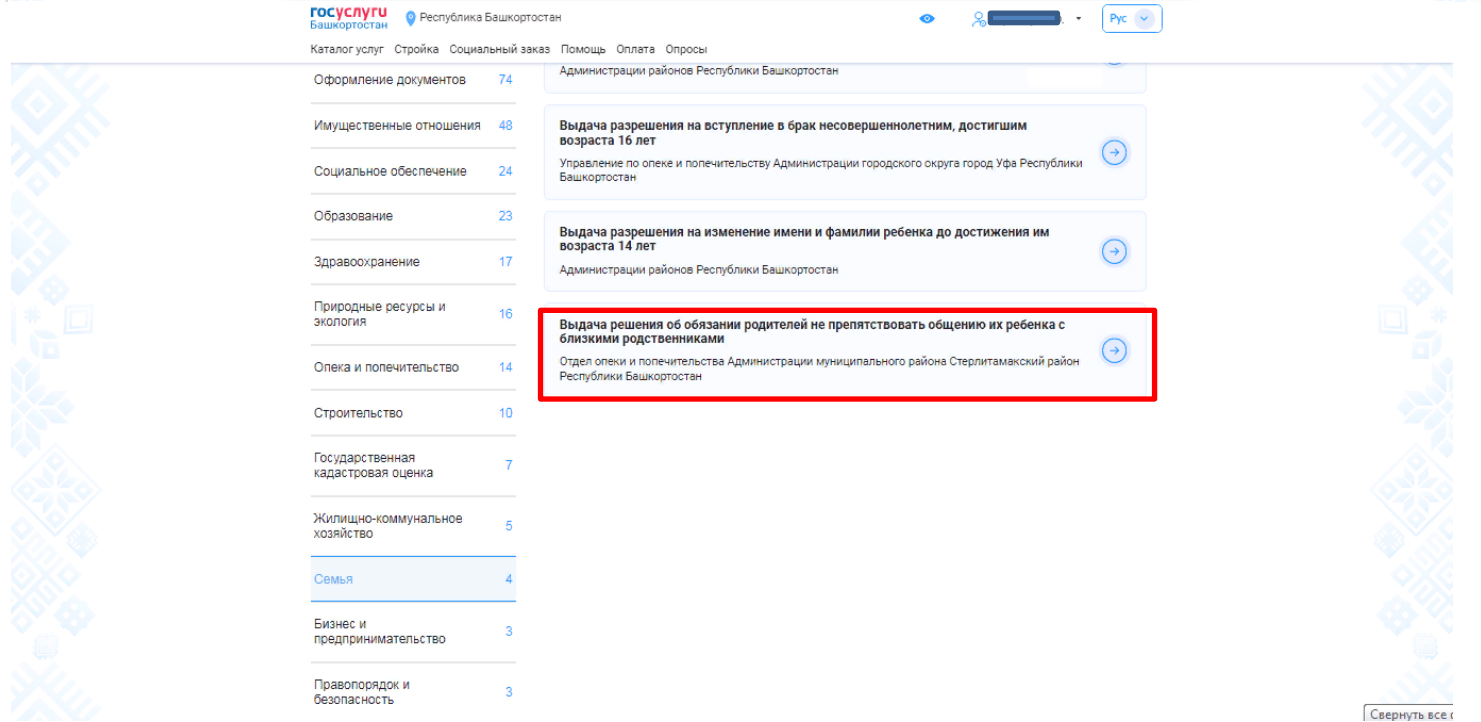 госуслуги
Башкортостан
Республика Башкортостан
Рус
Каталог услуг Стройка Социальный заказ Помощь Оплата Опросы
Оформление документов 74
Имущественные отношения 48
Социальное обеспечение 24
Образование 23
Здравоохранение 17
Природные ресурсы и
экология 16
Опека и попечительство 14
Строительство 10
Государственная
кадастровая оценка 7
Жилищно-коммунальное
хозяйство 5
Семья 4
Бизнес и
предпринимательство 3
Правопорядок и
безопасность 3
Администрации районов Республики Башкортостан
Выдача разрешения на вступление в брак несовершеннолетним, достигшим
возраста 16 лет
Управление по опеке и попечительству Администрации городского округа город Уфа Республики
Башкортостан
Выдача разрешения на изменение имени и фамилии ребенка до достижения им
возраста 14 лет
Администрации районов Республики Башкортостан
Выдача решения об обязании родителей не препятствовать общению их ребенка с
близкими родственниками
Отдел опеки и попечительства Администрации муниципального района Стерлитамакский район
Республики Башкортостан
Свернуть все